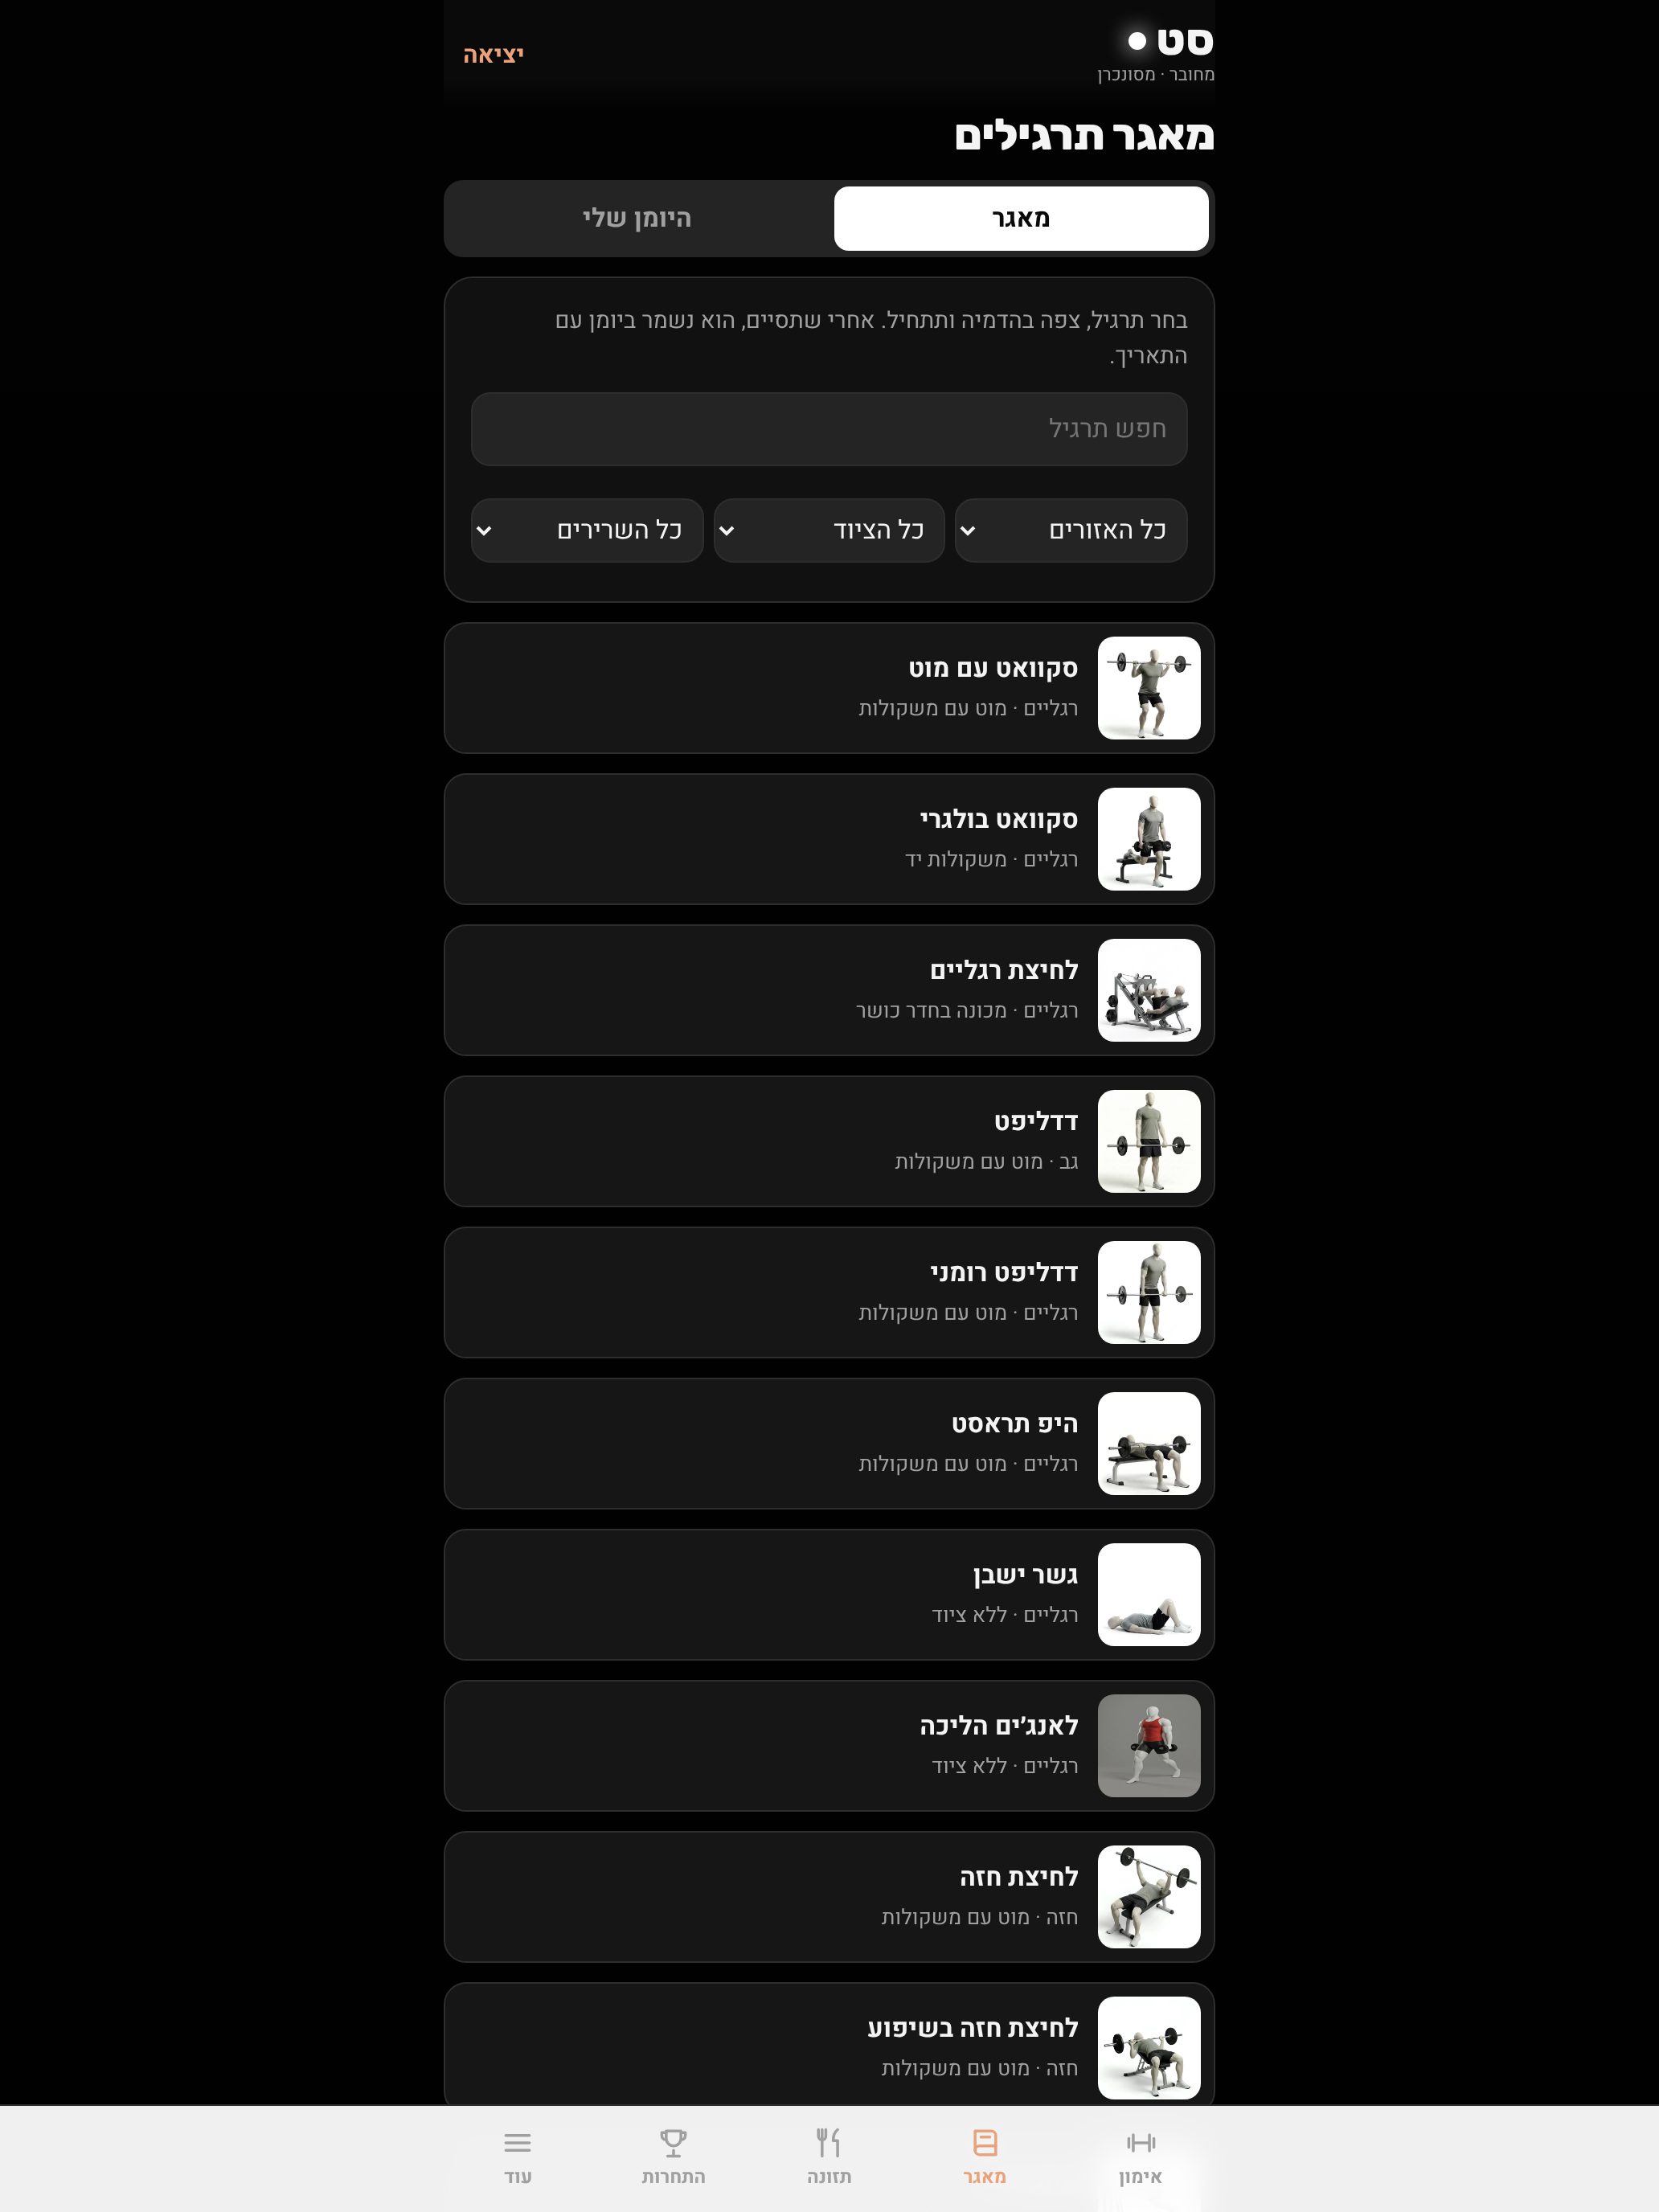 סט
יציאה
מחובר · מסונכרן
מאגר תרגילים
מאגר
היומן שלי
בחר תרגיל, צפה בהדמיה ותתחיל. אחרי שתסיים, הוא נשמר ביומן עם
התאריך.
חפש תרגיל
כל האזורים
כל הציוד
כל השרירים
סקוואט עם מוט
רגליים · מוט עם משקולות
סקוואט בולגרי
רגליים · משקולות יד
לחיצת רגליים
רגליים · מכונה בחדר כושר
דדליפט
גב · מוט עם משקולות
דדליפט רומני
רגליים · מוט עם משקולות
היפ תראסט
רגליים · מוט עם משקולות
גשר ישבן
רגליים · ללא ציוד
לאנג׳ים הליכה
רגליים · ללא ציוד
לחיצת חזה
חזה · מוט עם משקולות
לחיצת חזה בשיפוע
חזה · מוט עם משקולות
אימון
מאגר
תזונה
התחרות
עוד